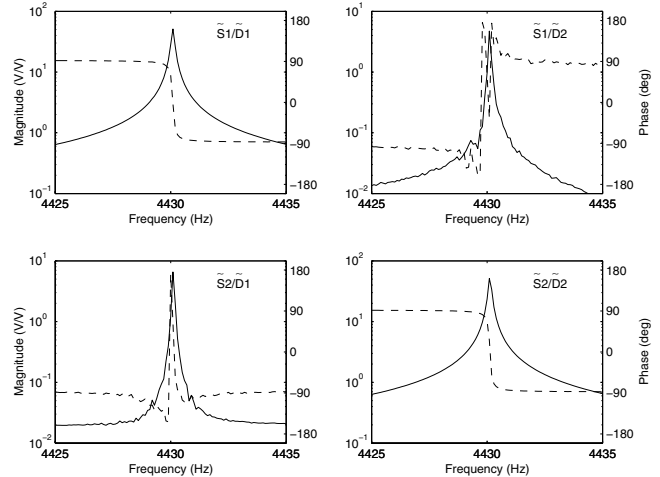 10² 180
S̃1/D̃1
10¹ 90
Magnitude (V/V) 0
10⁰ −90
10⁻¹ −180
4425 4430 4435
Frequency (Hz)
10¹ 180
S̃1/D̃2
10⁰ 90
0 Phase (deg)
10⁻¹ −90
10⁻² −180
4425 4430 4435
Frequency (Hz)
10¹ 180
S̃2/D̃1
10⁰ 90
Magnitude (V/V) 0
10⁻¹ −90
10⁻² −180
4425 4430 4435
Frequency (Hz)
10² 180
S̃2/D̃2
10¹ 90
0 Phase (deg)
10⁰ −90
10⁻¹ −180
4425 4430 4435
Frequency (Hz)